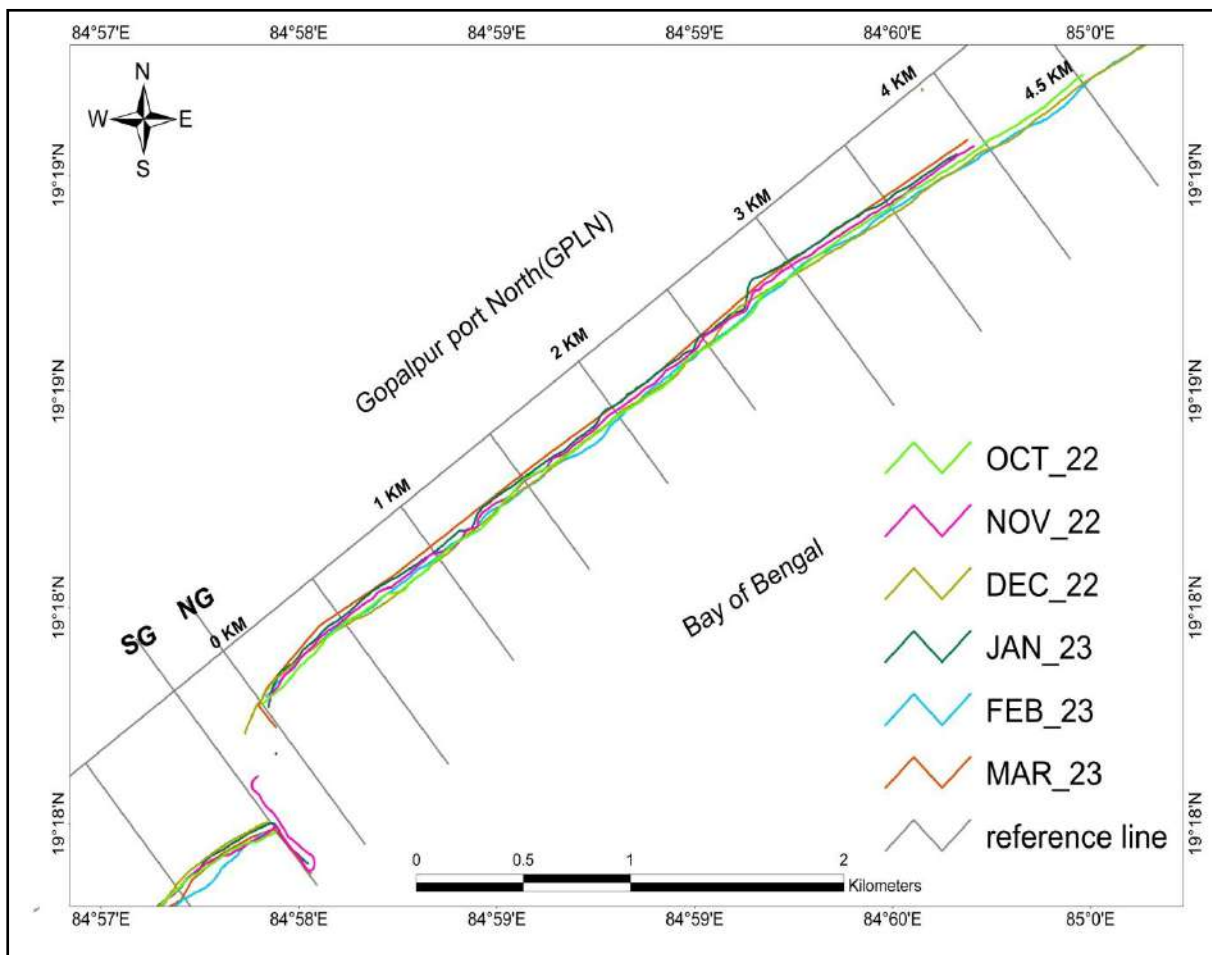 84°57'E 84°58'E 84°59'E 84°59'E 84°60'E 85°0'E
N
W E
S
4.5 KM
4 KM
19°19'N 19°19'N
3 KM
Gopalpur port North(GPLN)
2 KM
19°19'N 19°19'N
OCT_22
1 KM
NOV_22
Bay of Bengal
DEC_22
19°18'N 19°18'N
NG
SG
0 KM
JAN_23
FEB_23
MAR_23
19°18'N 19°18'N
reference line
0 0.5 1 2
Kilometers
84°57'E 84°58'E 84°59'E 84°59'E 84°60'E 85°0'E